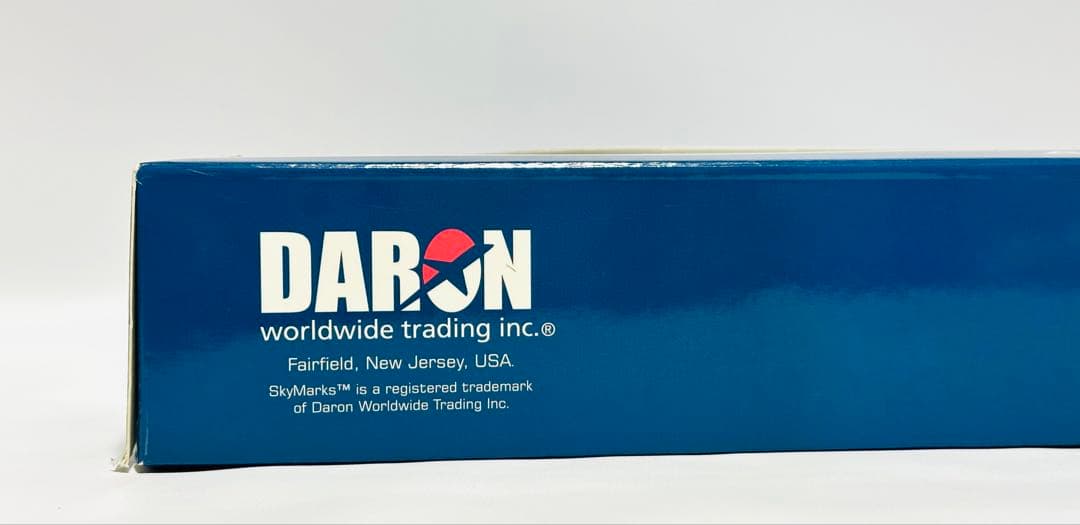 DARON
worldwide trading inc.®
Fairfield, New Jersey, USA.
SkyMarks™ is a registered trademark
of Daron Worldwide Trading Inc.